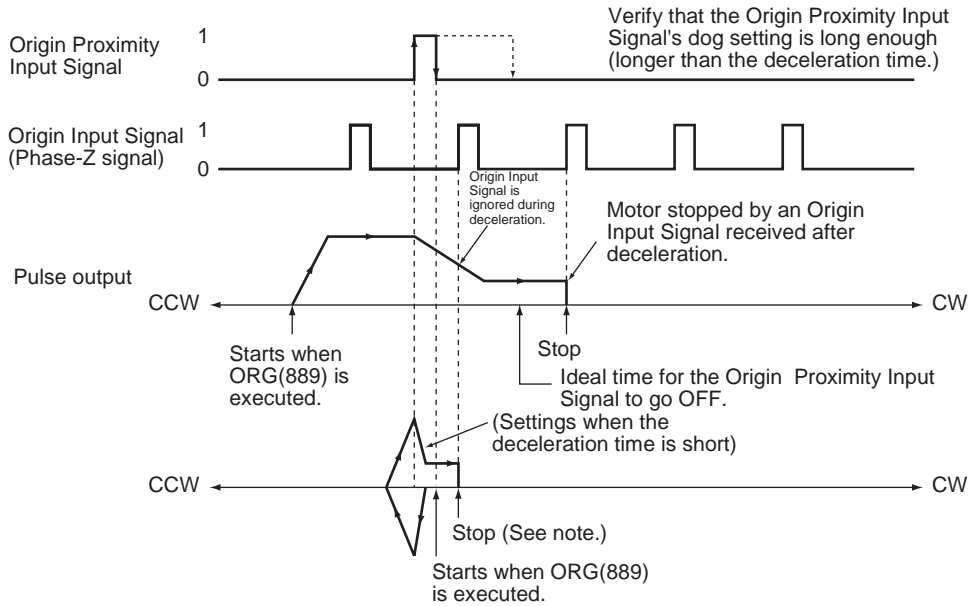 Verify that the Origin Proximity Input
Signal's dog setting is long enough
(longer than the deceleration time.)
Origin Proximity
Input Signal
1
0
Origin Input Signal
(Phase-Z signal)
1
0
Origin Input
Signal is
ignored during
deceleration.
Motor stopped by an Origin
Input Signal received after
deceleration.
Pulse output
CCW
CW
Starts when
ORG(889) is
executed.
Stop
Ideal time for the Origin Proximity Input
Signal to go OFF.
(Settings when the
deceleration time is short)
CCW
CW
Stop (See note.)
Starts when ORG(889)
is executed.